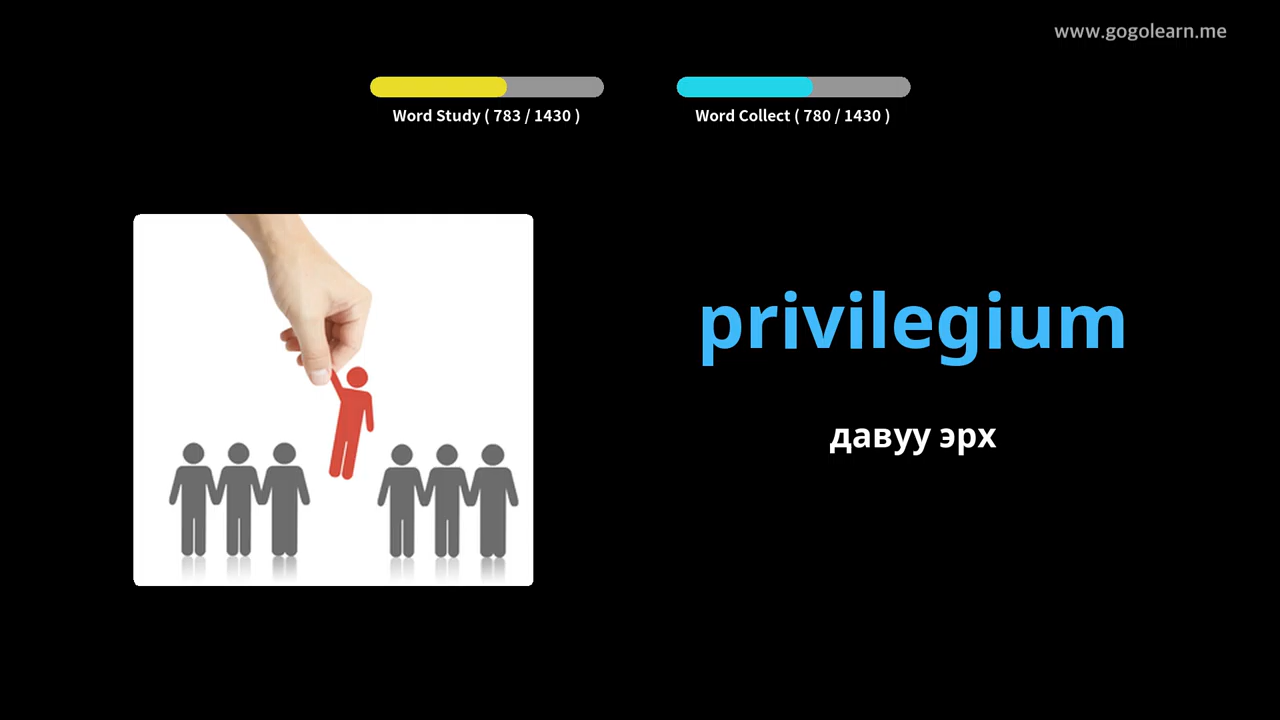 www.gogolearn.me
Word Study ( 783 / 1430 )
Word Collect ( 780 / 1430 )
privilegium
давуу эрх